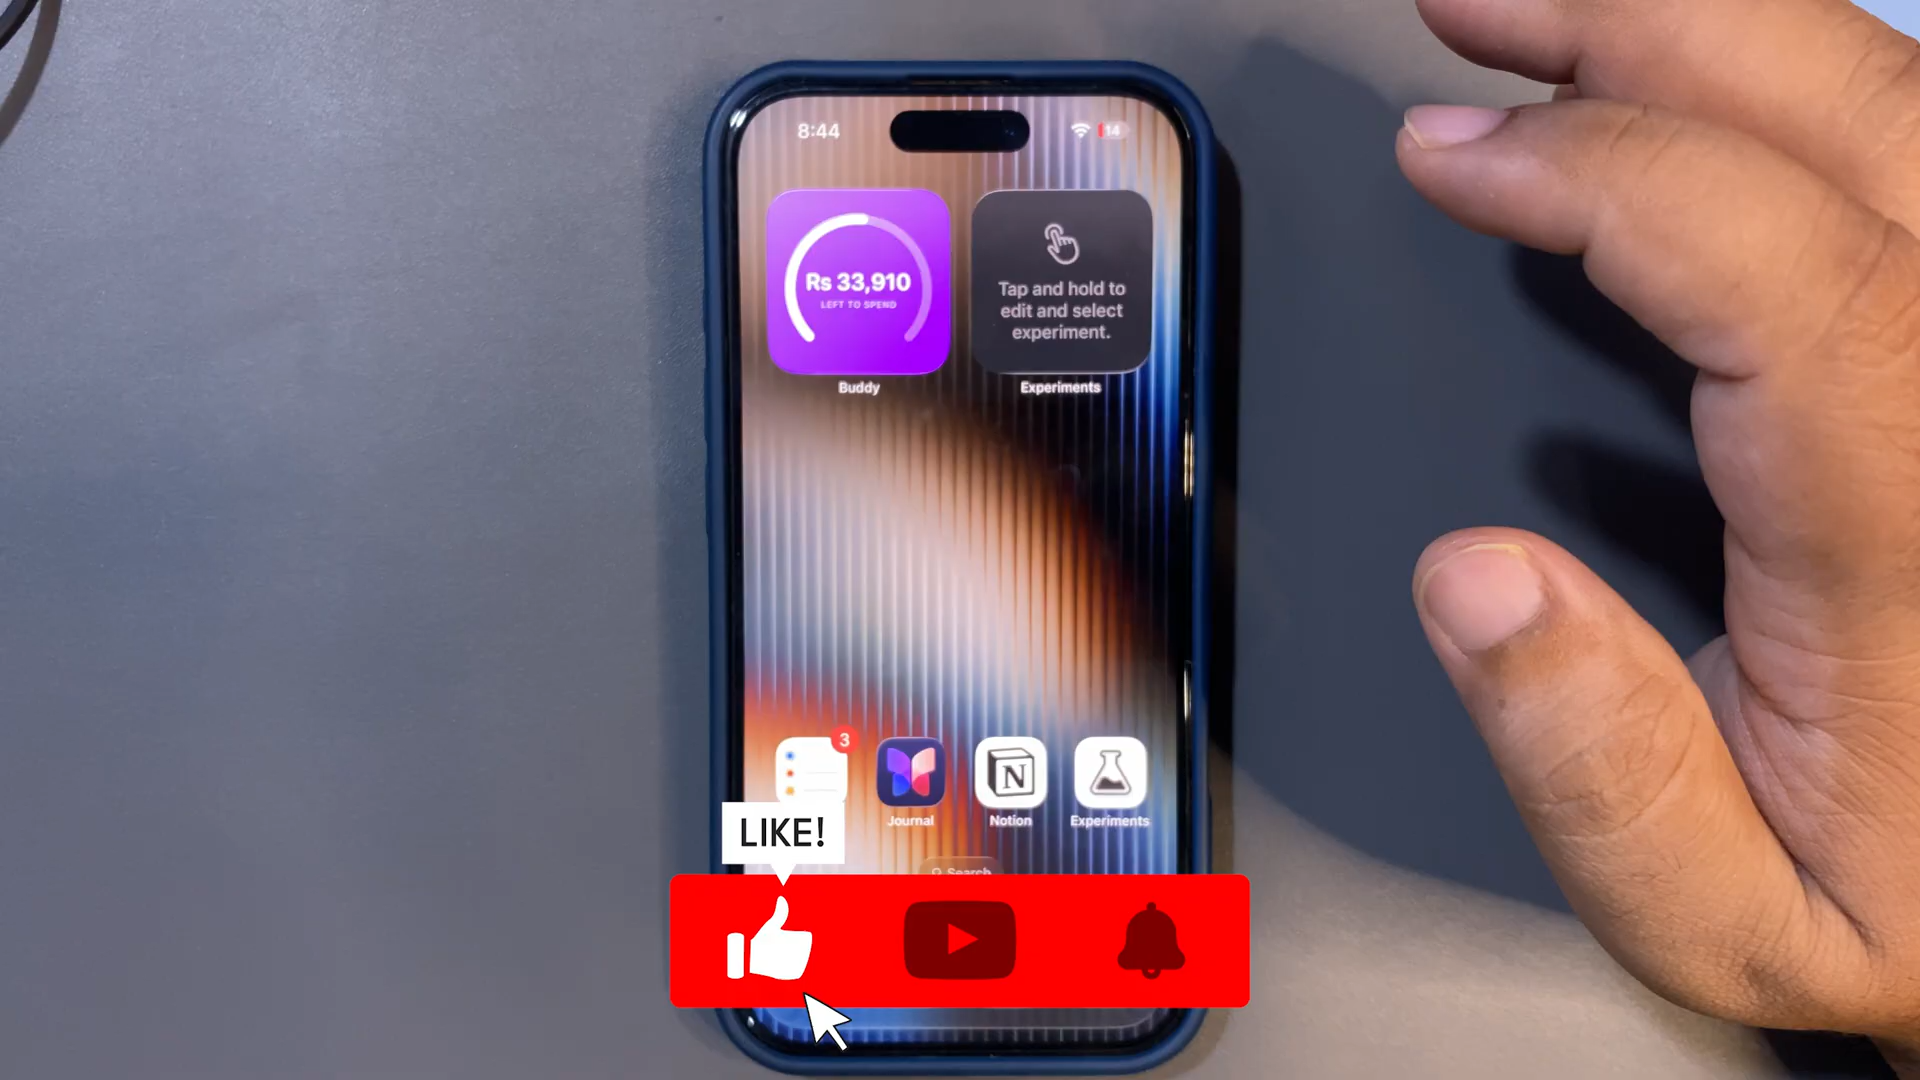 8:44
14
Rs 33,910
LEFT TO SPEND
Buddy
Tap and hold to
edit and select
experiment.
Experiments
3
N
Journal
Notion
Experiments
LIKE!
Search